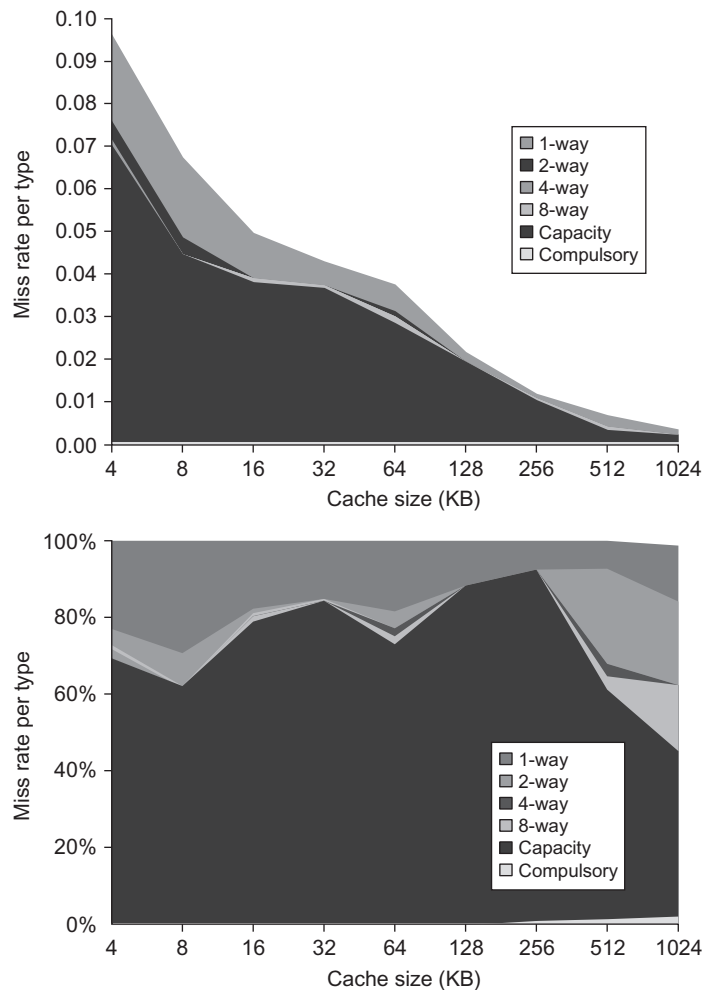 0.10
0.09
0.08
0.07
0.06
0.05
0.04
0.03
0.02
0.01
0.00
Miss rate per type
1-way
2-way
4-way
8-way
Capacity
Compulsory
4 8 16 32 64 128 256 512 1024
Cache size (KB)
100%
80%
60%
40%
20%
0%
Miss rate per type
1-way
2-way
4-way
8-way
Capacity
Compulsory
4 8 16 32 64 128 256 512 1024
Cache size (KB)